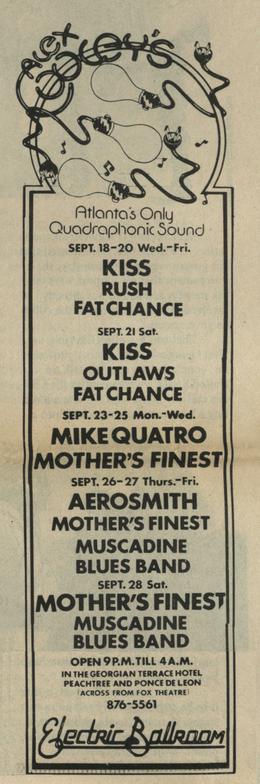 ALEX
COOLEY'S
Atlanta's Only
Quadraphonic Sound
SEPT. 18-20 Wed.-Fri.
KISS
RUSH
FAT CHANCE
SEPT. 21 Sat.
KISS
OUTLAWS
FAT CHANCE
SEPT. 23-25 Mon.-Wed.
MIKE QUATRO
MOTHER'S FINEST
SEPT. 26-27 Thurs.-Fri.
AEROSMITH
MOTHER'S FINEST
MUSCADINE
BLUES BAND
SEPT. 28 Sat.
MOTHER'S FINEST
MUSCADINE
BLUES BAND
OPEN 9 P.M. TILL 4 A.M.
IN THE GEORGIAN TERRACE HOTEL
PEACHTREE AND PONCE DE LEON
(ACROSS FROM FOX THEATRE)
876-5561
Electric Ballroom